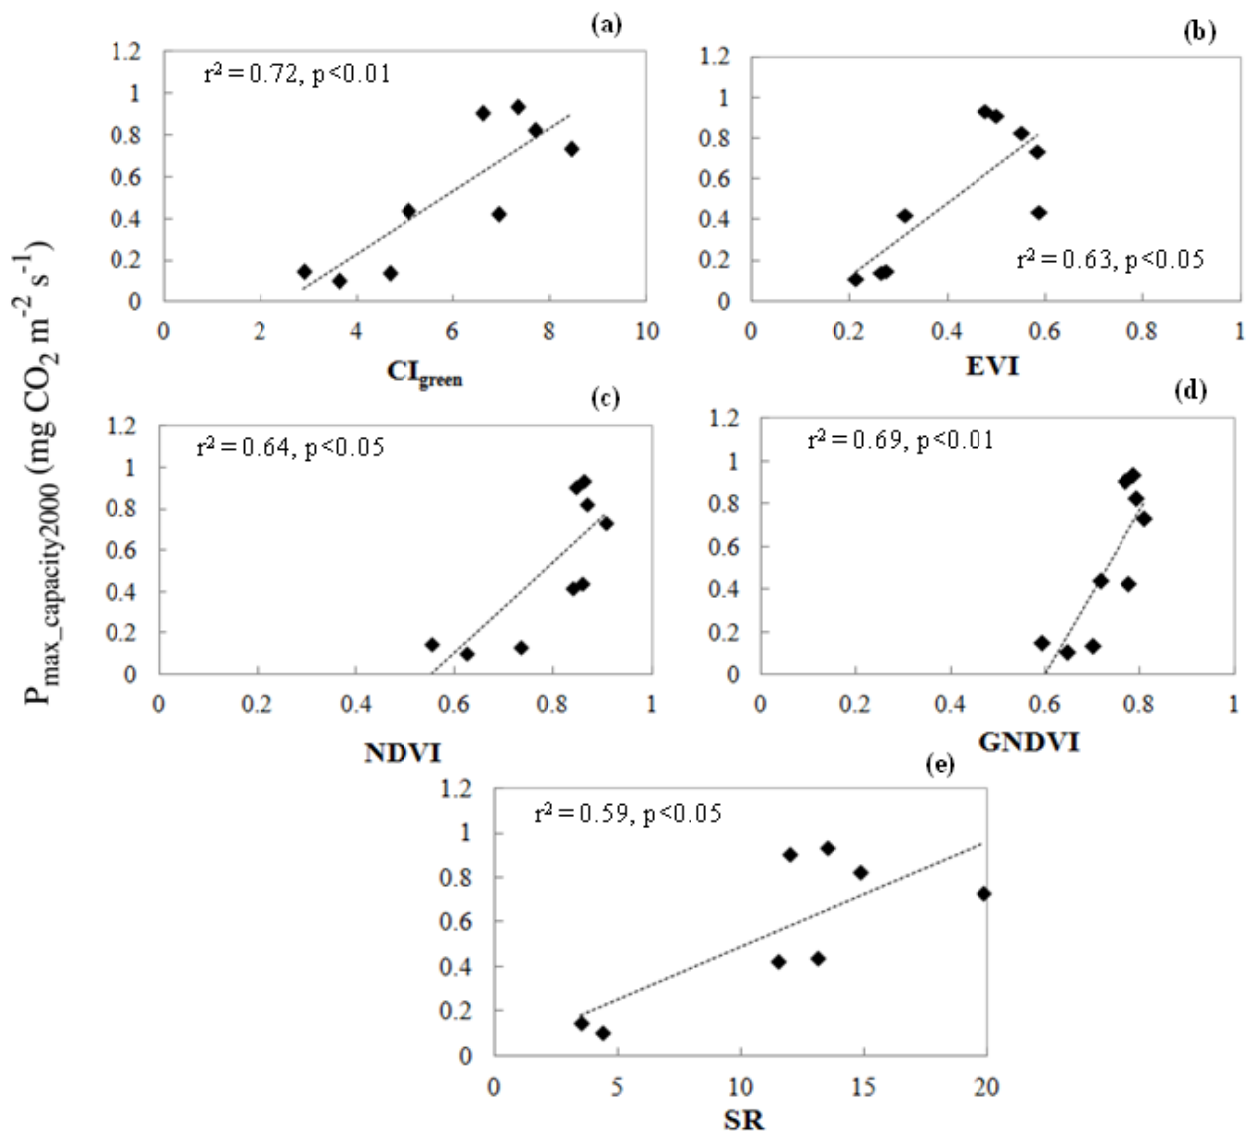 (a)
(b)
1.2
1
0.8
0.6
0.4
0.2
0
r² = 0.72, p<0.01
0 2 4 6 8 10
CIgreen
1.2
1
0.8
0.6
0.4
0.2
0
r² = 0.63, p<0.05
0 0.2 0.4 0.6 0.8 1
EVI
Pmax_capacity2000 (mg CO₂ m⁻² s⁻¹)
(c)
(d)
1.2
1
0.8
0.6
0.4
0.2
0
r² = 0.64, p<0.05
0 0.2 0.4 0.6 0.8 1
NDVI
1.2
1
0.8
0.6
0.4
0.2
0
r² = 0.69, p<0.01
0 0.2 0.4 0.6 0.8 1
GNDVI
(e)
1.2
1
0.8
0.6
0.4
0.2
0
r² = 0.59, p<0.05
0 5 10 15 20
SR